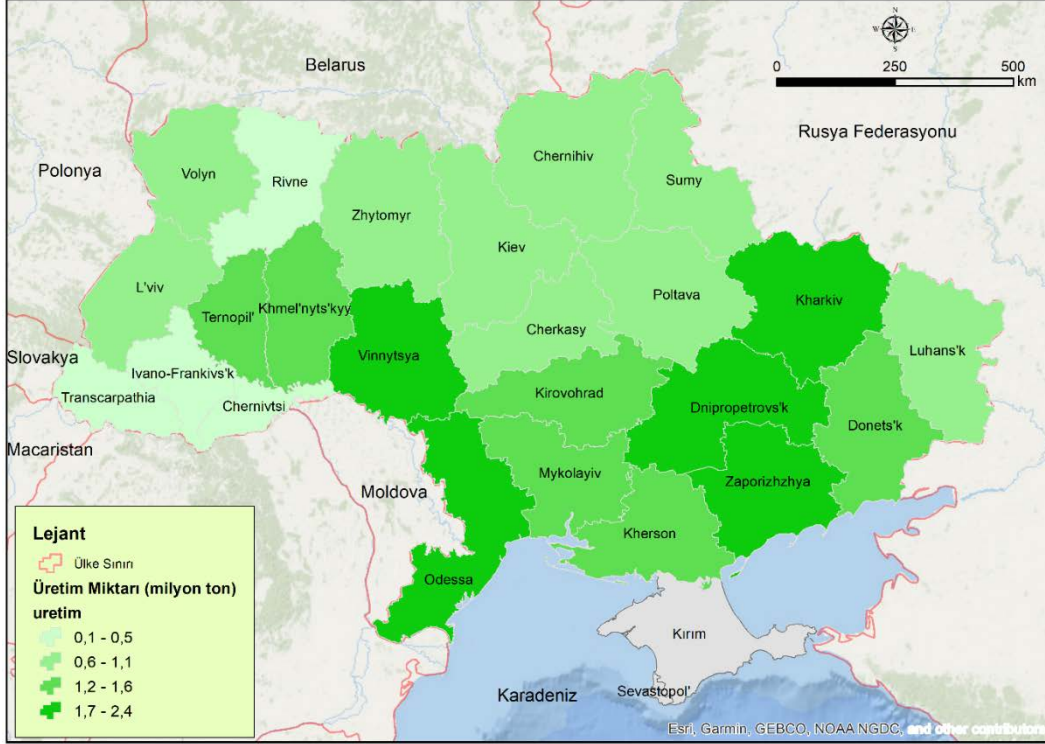 Belarus
N
W
E
S
0
250
500
km
Rusya Federasyonu
Polonya
Volyn
Rivne
Chernihiv
Sumy
Zhytomyr
Kiev
L'viv
Ternopil'
Khmel'nyts'kyy
Poltava
Kharkiv
Cherkasy
Luhans'k
Vinnytsya
Slovakya
Ivano-Frankivs'k
Transcarpathia
Chernivtsi
Kirovohrad
Dnipropetrovs'k
Donets'k
Macaristan
Mykolayiv
Zaporizhzhya
Moldova
Kherson
Odessa
Kırım
Sevastopol'
Karadeniz
Lejant
Ülke Sınırı
Üretim Miktarı (milyon ton)
uretim
0,1 - 0,5
0,6 - 1,1
1,2 - 1,6
1,7 - 2,4
Esri, Garmin, GEBCO, NOAA NGDC, and other contributors